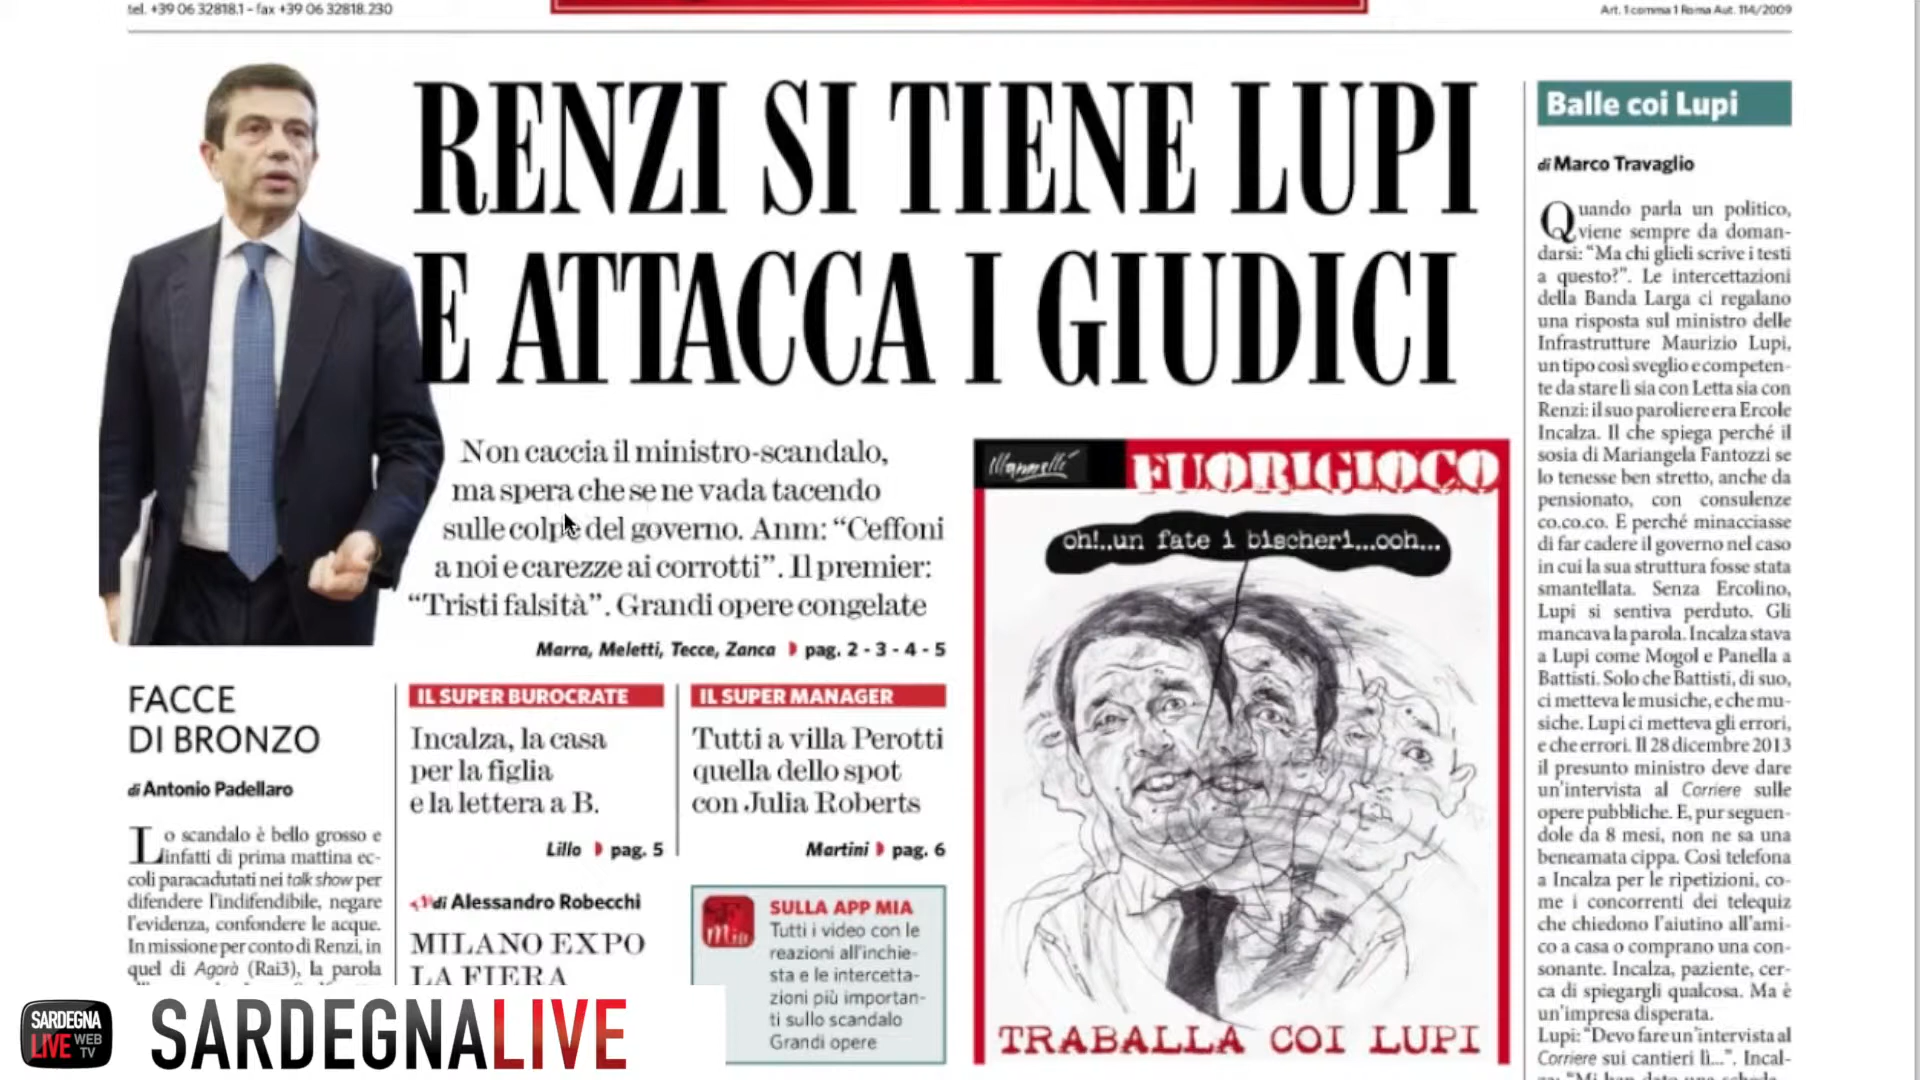 tel. +39 06 32818.1 - fax +39 06 32818.230
Art. 1 comma 1 Roma Aut. 114/2009
RENZI SI TIENE LUPI
E ATTACCA I GIUDICI
Non caccia il ministro-scandalo,
ma spera che se ne vada tacendo
sulle colpe del governo. Anm: “Ceffoni
a noi e carezze ai corrotti”. Il premier:
“Tristi falsità”. Grandi opere congelate
Marra, Meletti, Tecce, Zanca pag. 2 - 3 - 4 - 5
FACCE
DI BRONZO
di Antonio Padellaro
Lo scandalo è bello grosso e
infatti di prima mattina ec-
coli paracadutati nei talk show per
difendere l'indifendibile, negare
l'evidenza, confondere le acque.
In missione per conto di Renzi, in
quel di Agorà (Rai3), la parola
IL SUPER BUROCRATE
Incalza, la casa
per la figlia
e la lettera a B.
Lillo pag. 5
di Alessandro Robecchi
MILANO EXPO
LA FIERA
IL SUPER MANAGER
Tutti a villa Perotti
quella dello spot
con Julia Roberts
Martini pag. 6
SULLA APP MIA
Tutti i video con le
reazioni all'inchie-
sta e le intercetta-
zioni più importan-
ti sullo scandalo
Grandi opere
Mannelli
FUORIGIOCO
oh!..un fate i bischeri...ooh...
TRABALLA COI LUPI
Balle coi Lupi
di Marco Travaglio
Quando parla un politico,
viene sempre da doman-
darsi: “Ma chi glieli scrive i testi
a questo?”. Le intercettazioni
della Banda Larga ci regalano
una risposta sul ministro delle
Infrastrutture Maurizio Lupi,
un tipo così sveglio e competen-
te da stare lì sia con Letta sia con
Renzi: il suo paroliere era Ercole
Incalza. Il che spiega perché il
sosia di Mariangela Fantozzi se
lo tenesse ben stretto, anche da
pensionato, con consulenze
co.co.co. E perché minacciasse
di far cadere il governo nel caso
in cui la sua struttura fosse stata
smantellata. Senza Ercolino,
Lupi si sentiva perduto. Gli
mancava la parola. Incalza stava
a Lupi come Mogol e Panella a
Battisti. Solo che Battisti, di suo,
ci metteva le musiche, e che mu-
siche. Lupi ci metteva gli errori,
e che errori. Il 28 dicembre 2013
il presunto ministro deve dare
un'intervista al Corriere sulle
opere pubbliche. E, pur seguen-
dole da 8 mesi, non ne sa una
beneamata cippa. Così telefona
a Incalza per le ripetizioni, co-
me i concorrenti dei telequiz
che chiedono l'aiutino all'ami-
co a casa o comprano una con-
sonante. Incalza, paziente, cer-
ca di spiegargli qualcosa. Ma è
un'impresa disperata.
Lupi: “Devo fare un'intervista al
Corriere sui cantieri lì...”. Incal-
SARDEGNA
LIVE WEB
TV
SARDEGNALIVE